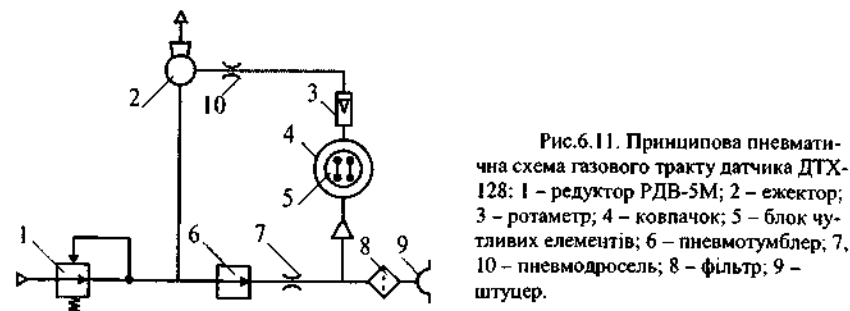 2
10
3
4
5
1
6
7
8
9
Рис.6.11. Принципова пневмати-
чна схема газового тракту датчика ДТХ-
128: 1 – редуктор РДВ-5М; 2 – ежектор;
3 – ротаметр; 4 – ковпачок; 5 – блок чу-
тливих елементів; 6 – пневмотумблер; 7,
10 – пневмодросель; 8 – фільтр; 9 –
штуцер.